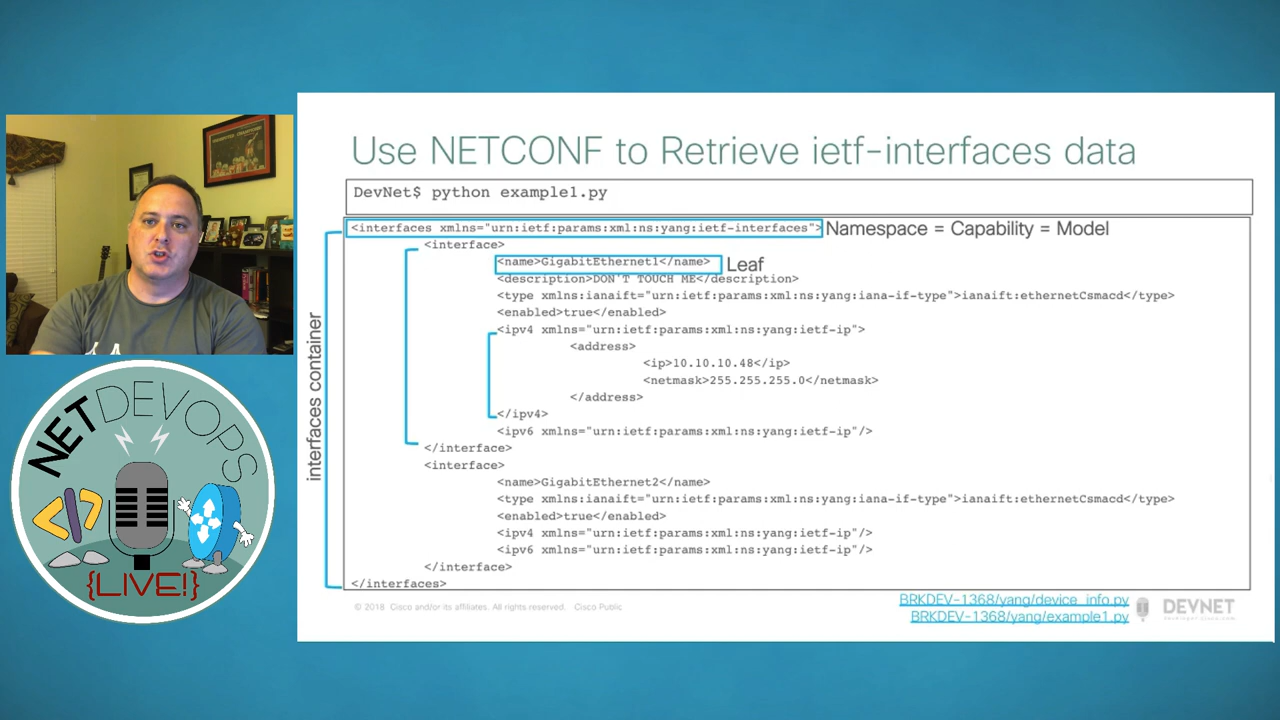 Use NETCONF to Retrieve ietf-interfaces data
DevNet$ python example1.py
<interfaces xmlns="urn:ietf:params:xml:ns:yang:ietf-interfaces"> Namespace = Capability = Model
<interface>
<name>GigabitEthernet1</name> Leaf
<description>DON'T TOUCH ME</description>
<type xmlns:ianaift="urn:ietf:params:xml:ns:yang:iana-if-type">ianaift:ethernetCsmacd</type>
<enabled>true</enabled>
<ipv4 xmlns="urn:ietf:params:xml:ns:yang:ietf-ip">
<address>
<ip>10.10.10.48</ip>
<netmask>255.255.255.0</netmask>
</address>
</ipv4>
<ipv6 xmlns="urn:ietf:params:xml:ns:yang:ietf-ip"/>
</interface>
<interface>
<name>GigabitEthernet2</name>
<type xmlns:ianaift="urn:ietf:params:xml:ns:yang:iana-if-type">ianaift:ethernetCsmacd</type>
<enabled>true</enabled>
<ipv4 xmlns="urn:ietf:params:xml:ns:yang:ietf-ip"/>
<ipv6 xmlns="urn:ietf:params:xml:ns:yang:ietf-ip"/>
</interface>
</interfaces>
interfaces container
© 2018 Cisco and/or its affiliates. All rights reserved. Cisco Public
BRKDEV-1368/yang/device_info.py
BRKDEV-1368/yang/example1.py
DEVNET
NETDEVOPS
</>
{LIVE!}